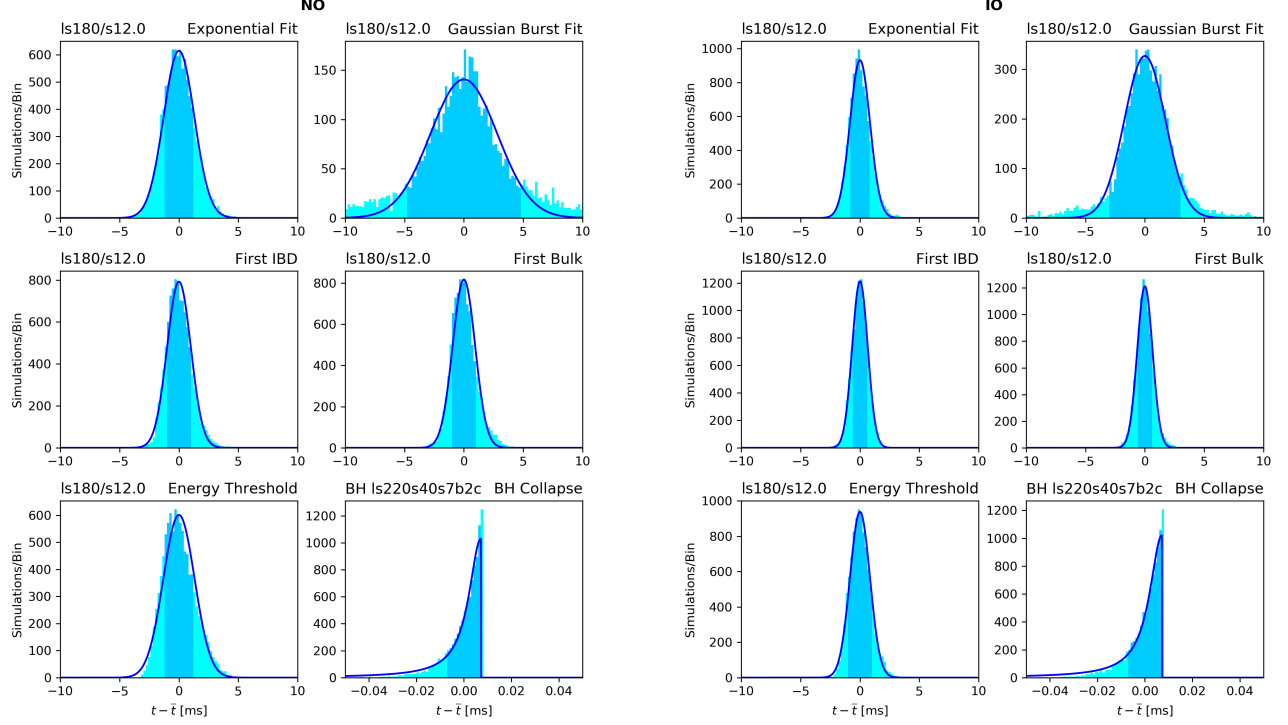 NO
IO
ls180/s12.0 Exponential Fit
ls180/s12.0 Gaussian Burst Fit
ls180/s12.0 Exponential Fit
ls180/s12.0 Gaussian Burst Fit
Simulations/Bin
600
500
400
300
200
100
0
−10 −5 0 5 10
150
100
50
0
−10 −5 0 5 10
Simulations/Bin
1000
800
600
400
200
0
−10 −5 0 5 10
300
200
100
0
−10 −5 0 5 10
ls180/s12.0 First IBD
ls180/s12.0 First Bulk
ls180/s12.0 First IBD
ls180/s12.0 First Bulk
Simulations/Bin
800
600
400
200
0
−10 −5 0 5 10
800
600
400
200
0
−10 −5 0 5 10
Simulations/Bin
1200
1000
800
600
400
200
0
−10 −5 0 5 10
1200
1000
800
600
400
200
0
−10 −5 0 5 10
ls180/s12.0 Energy Threshold
BH ls220s40s7b2c BH Collapse
ls180/s12.0 Energy Threshold
BH ls220s40s7b2c BH Collapse
Simulations/Bin
600
500
400
300
200
100
0
−10 −5 0 5 10
t − t̄ [ms]
1200
1000
800
600
400
200
0
−0.04 −0.02 0.00 0.02 0.04
t − t̄ [ms]
Simulations/Bin
1000
800
600
400
200
0
−10 −5 0 5 10
t − t̄ [ms]
1200
1000
800
600
400
200
0
−0.04 −0.02 0.00 0.02 0.04
t − t̄ [ms]